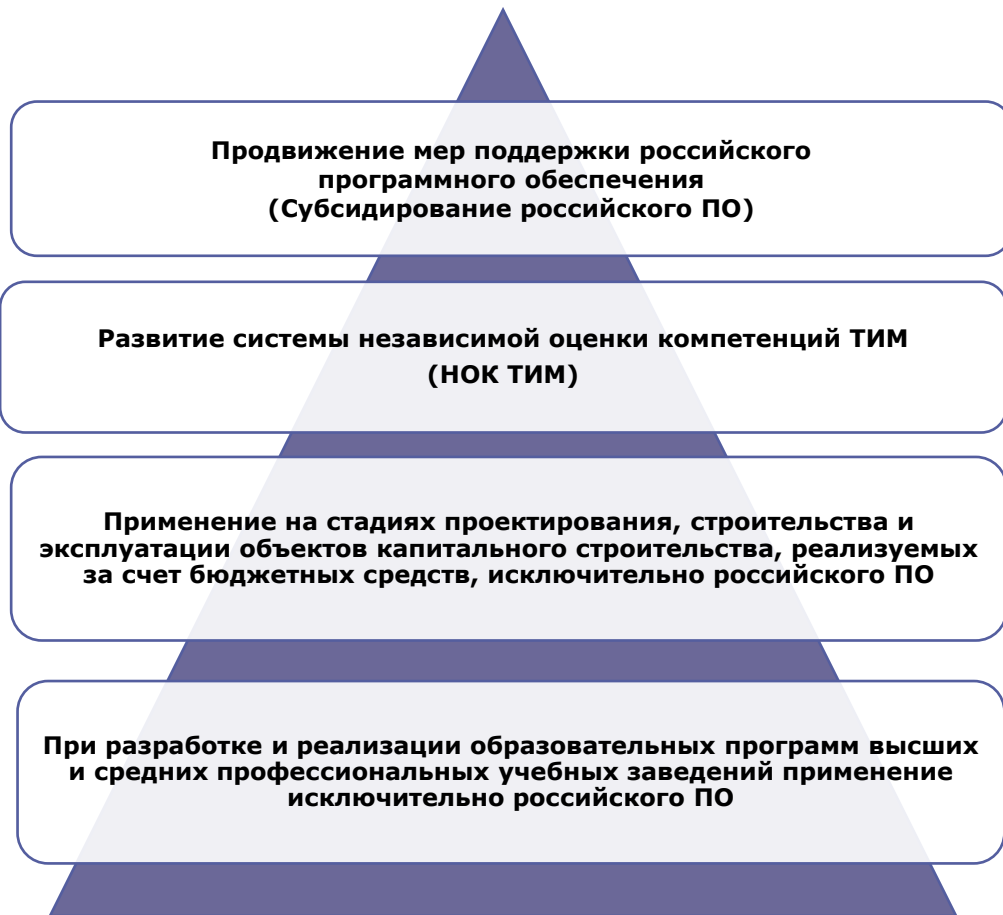 Продвижение мер поддержки российского
программного обеспечения
(Субсидирование российского ПО)
Развитие системы независимой оценки компетенций ТИМ
(НОК ТИМ)
Применение на стадиях проектирования, строительства и
эксплуатации объектов капитального строительства, реализуемых
за счет бюджетных средств, исключительно российского ПО
При разработке и реализации образовательных программ высших
и средних профессиональных учебных заведений применение
исключительно российского ПО